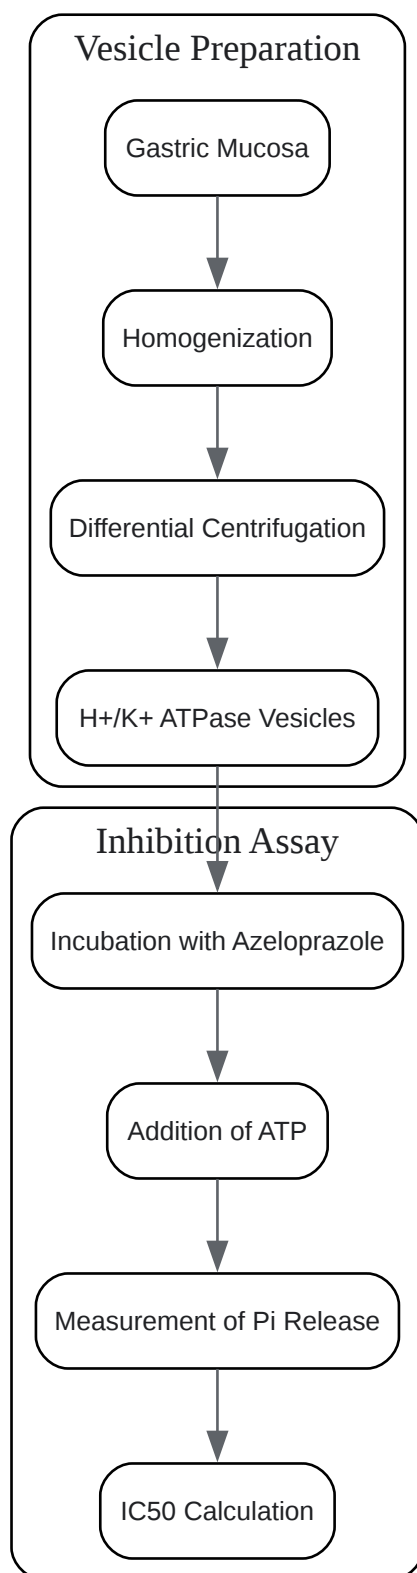 Vesicle Preparation
Gastric Mucosa
Homogenization
Differential Centrifugation
H+/K+ ATPase Vesicles
Inhibition Assay
Incubation with Azeloprazole
Addition of ATP
Measurement of Pi Release
IC50 Calculation